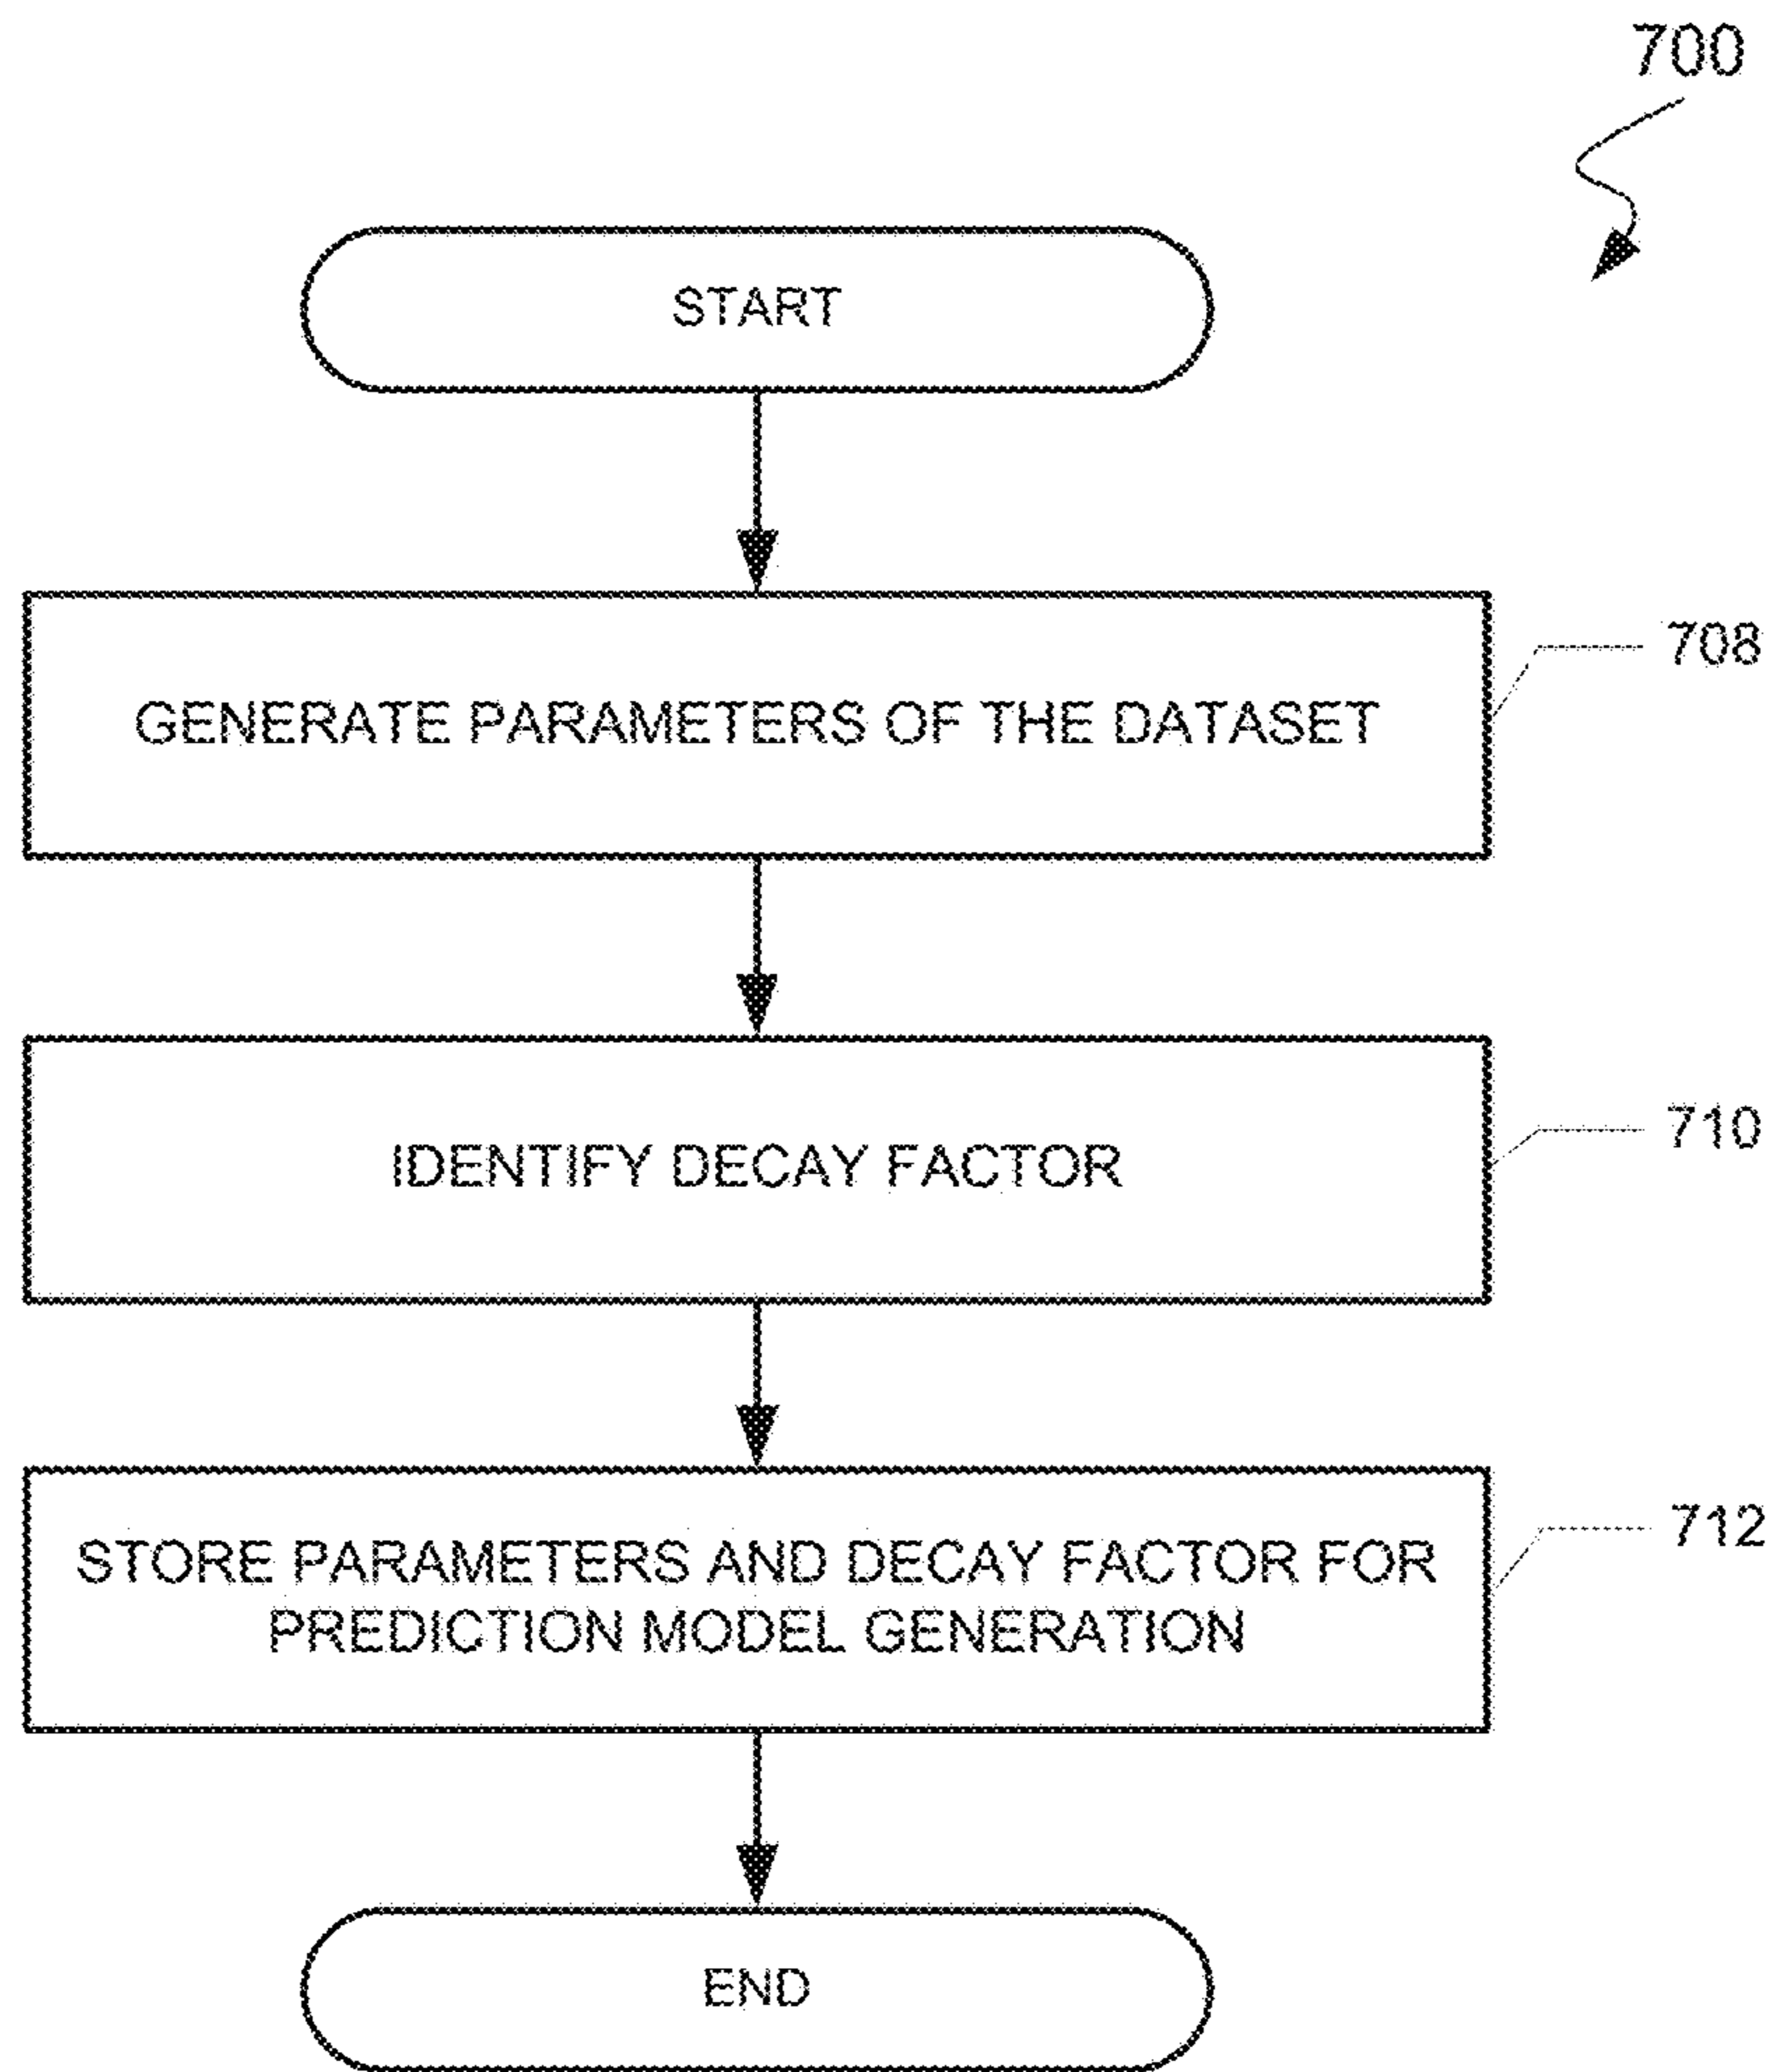 700
START
GENERATE PARAMETERS OF THE DATASET
708
IDENTIFY DECAY FACTOR
710
STORE PARAMETERS AND DECAY FACTOR FOR
PREDICTION MODEL GENERATION
712
END